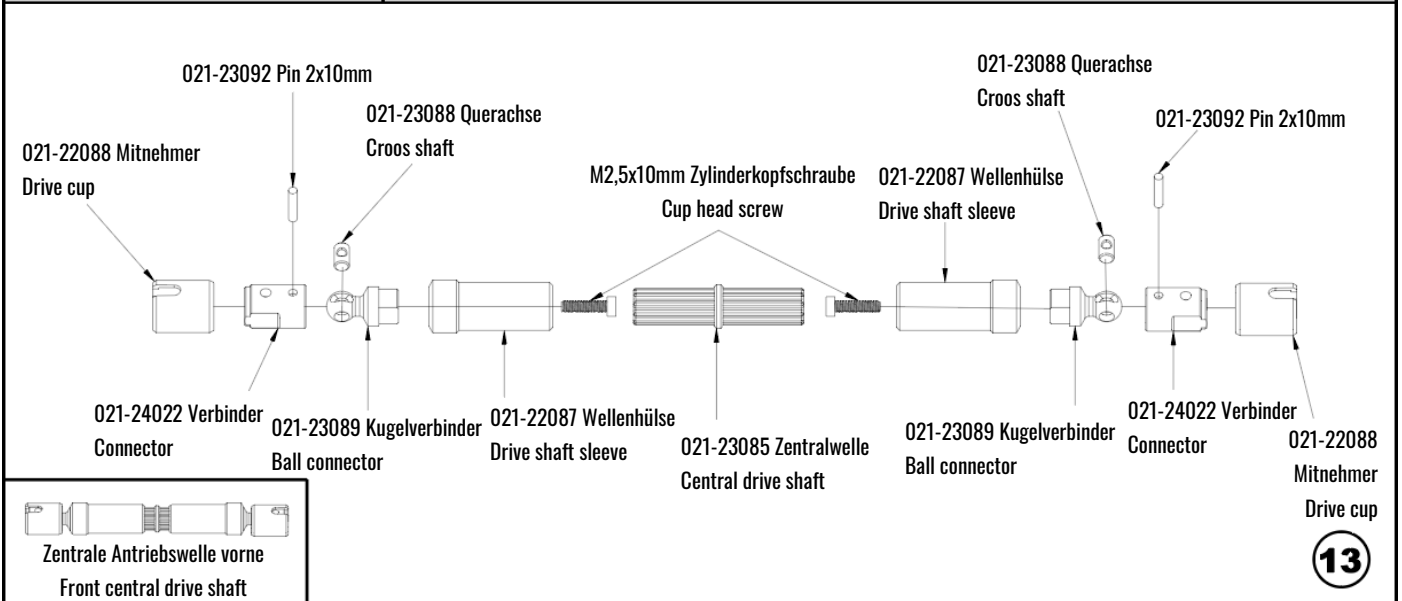 021-23092 Pin 2x10mm
021-23088 Querachse
Croos shaft
021-22088 Mitnehmer
Drive cup
M2,5x10mm Zylinderkopfschraube
Cup head screw
021-22087 Wellenhülse
Drive shaft sleeve
021-23088 Querachse
Croos shaft
021-23092 Pin 2x10mm
021-24022 Verbinder
Connector
021-23089 Kugelverbinder
Ball connector
021-22087 Wellenhülse
Drive shaft sleeve
021-23085 Zentralwelle
Central drive shaft
021-23089 Kugelverbinder
Ball connector
021-24022 Verbinder
Connector
021-22088
Mitnehmer
Drive cup
Zentrale Antriebswelle vorne
Front central drive shaft
13